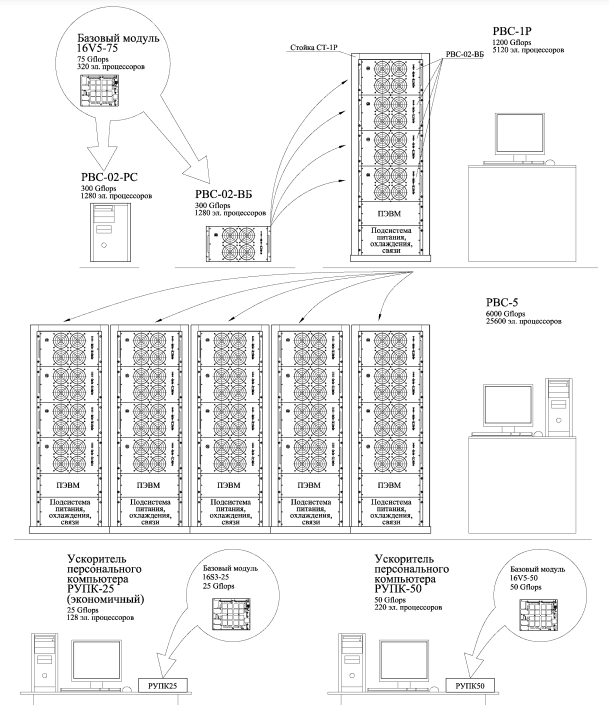 Базовый модуль
16V5-75
75 Gflops
320 эл. процессоров
РВС-02-РС
300 Gflops
1280 эл. процессоров
РВС-02-ВБ
300 Gflops
1280 эл. процессоров
Стойка СТ-1Р
РВС-02-ВБ
ПЭВМ
Подсистема
питания,
охлаждения,
связи
РВС-1Р
1200 Gflops
5120 эл. процессоров
РВС-5
6000 Gflops
25600 эл. процессоров
ПЭВМ
Подсистема
питания,
охлаждения,
связи
ПЭВМ
Подсистема
питания,
охлаждения,
связи
ПЭВМ
Подсистема
питания,
охлаждения,
связи
ПЭВМ
Подсистема
питания,
охлаждения,
связи
ПЭВМ
Подсистема
питания,
охлаждения,
связи
Ускоритель
персонального
компьютера
РУПК-25
(экономичный)
25 Gflops
128 эл. процессоров
Базовый модуль
16S3-25
25 Gflops
РУПК25
Ускоритель
персонального
компьютера
РУПК-50
50 Gflops
220 эл. процессоров
Базовый модуль
16V5-50
50 Gflops
РУПК50